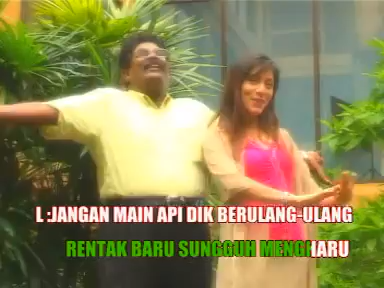 L :JANGAN MAIN API DIK BERULANG-ULANG
RENTAK BARU SUNGGUH MENGHARU